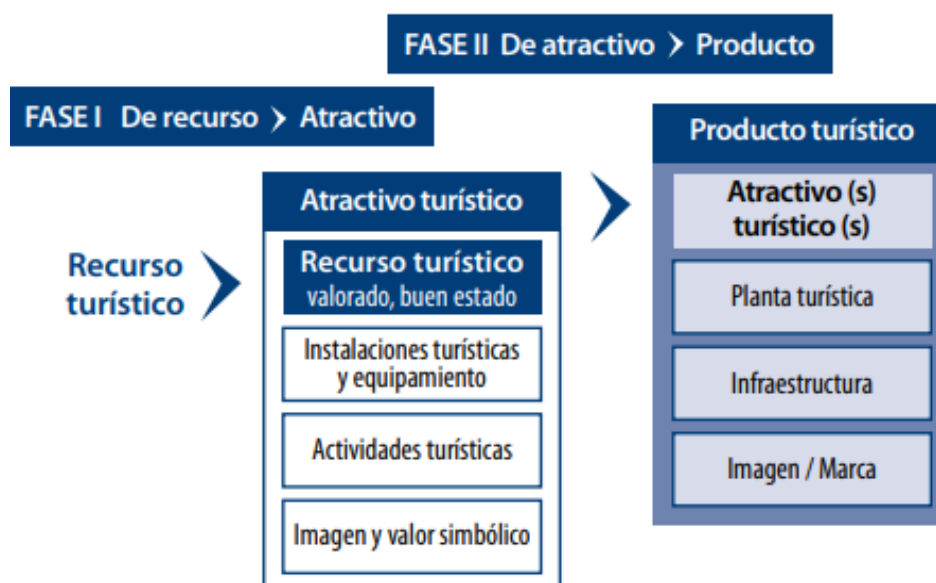 FASE II De atractivo > Producto
FASE I De recurso > Atractivo
Recurso
turístico
Atractivo turístico
Recurso turístico
valorado, buen estado
Instalaciones turísticas
y equipamiento
Actividades turísticas
Imagen y valor simbólico
Producto turístico
Atractivo (s)
turístico (s)
Planta turística
Infraestructura
Imagen / Marca